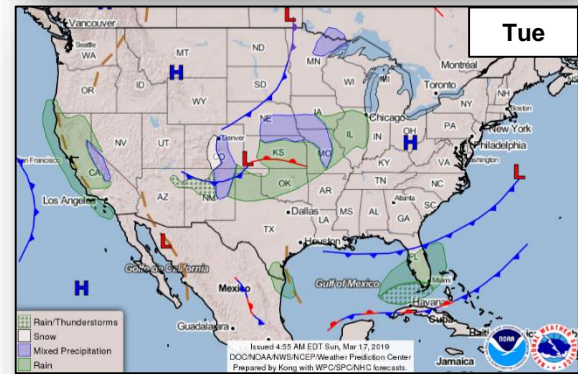 Tue
Vancouver
Seattle
WA
MT
ND
MN
Montréal
OR
ID
SD
WI
MI
Toronto
WY
NY
NH
Boston
H
L
IA
Chicago
PA
New York
NV
UT
Denver
NE
IL
IN
OH
Philadelphia
San Francisco
CO
L
KS
MO
H
VA
Washington
CA
KY
Los Angeles
AZ
NM
OK
AR
TN
NC
L
Atlanta
SC
Dallas
MS
AL
GA
TX
LA
Houston
L
Golfo de California
FL
H
Gulf of Mexico
Miami
Mexico
Havana
Cuba
Guadalajara
Jamaica
Rain/Thunderstorms
Snow
Mixed Precipitation
Rain
Issued 4:55 AM EDT Sun, Mar 17, 2019
DOC/NOAA/NWS/NCEP/Weather Prediction Center
Prepared by Kong with WPC/SPC/NHC forecasts.
NOAA